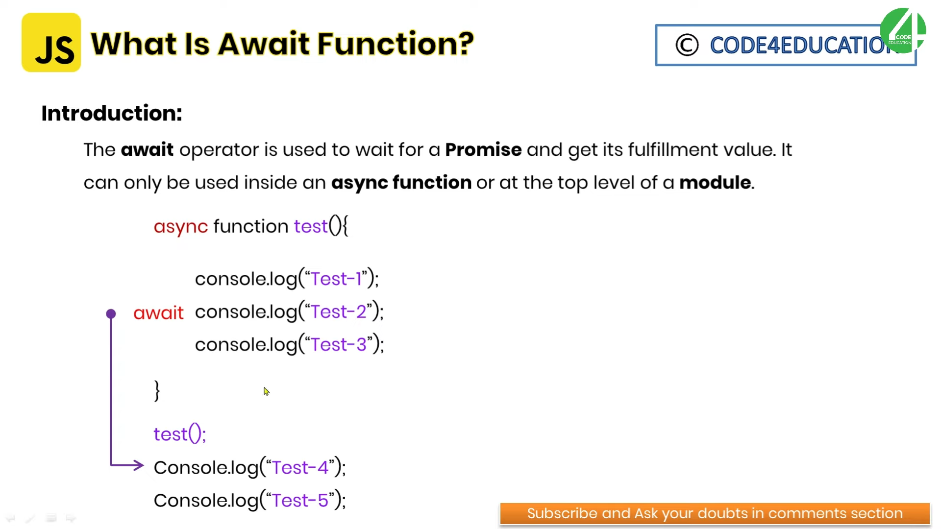 JS What Is Await Function?
© CODE4EDUCATION
4
CODE
EDUCATION
Introduction:
The await operator is used to wait for a Promise and get its fulfillment value. It
can only be used inside an async function or at the top level of a module.
async function test(){
console.log(“Test-1”);
await console.log(“Test-2”);
console.log(“Test-3”);
}
test();
Console.log(“Test-4”);
Console.log(“Test-5”);
Subscribe and Ask your doubts in comments section